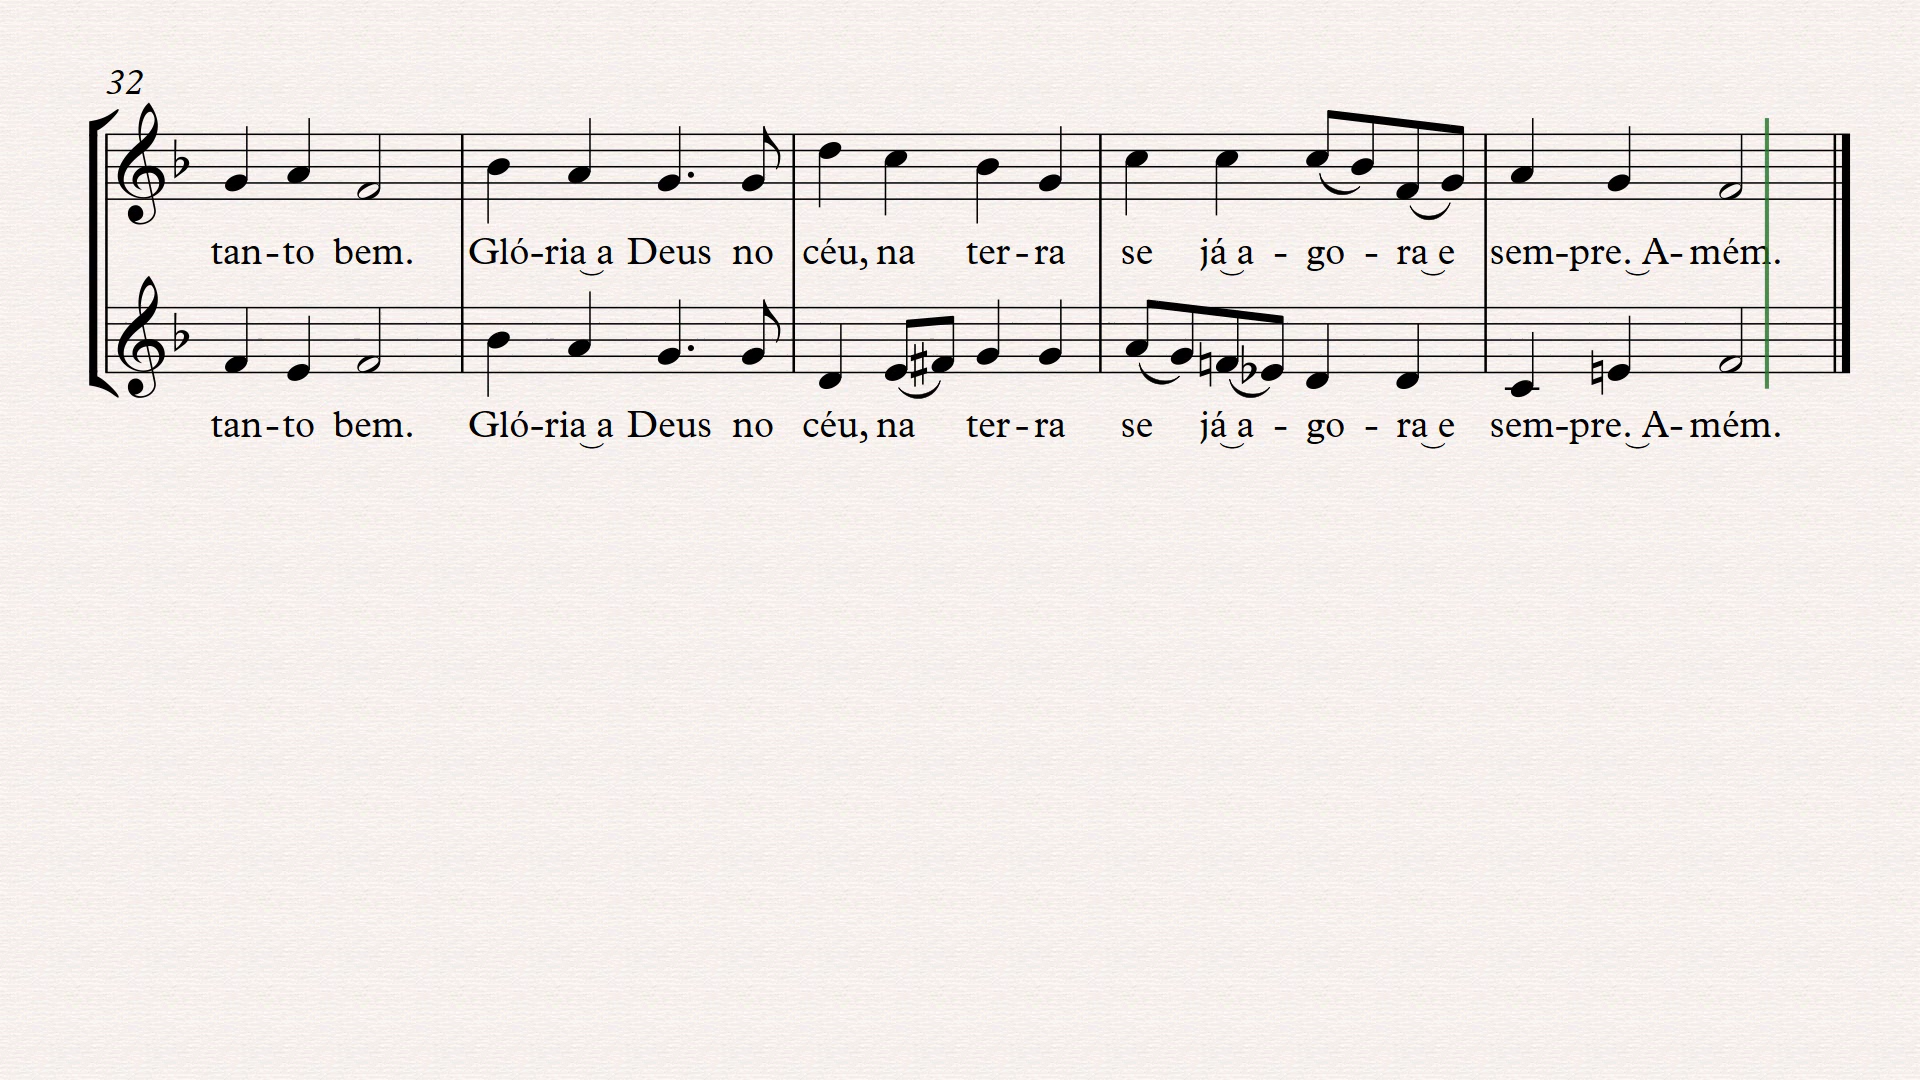 32
tan-to bem. Gló-ria‿a Deus no céu, na ter-ra se já‿a - go - ra‿e sem-pre.‿A-mém.
tan-to bem. Gló-ria‿a Deus no céu, na ter-ra se já‿a - go - ra‿e sem-pre.‿A-mém.